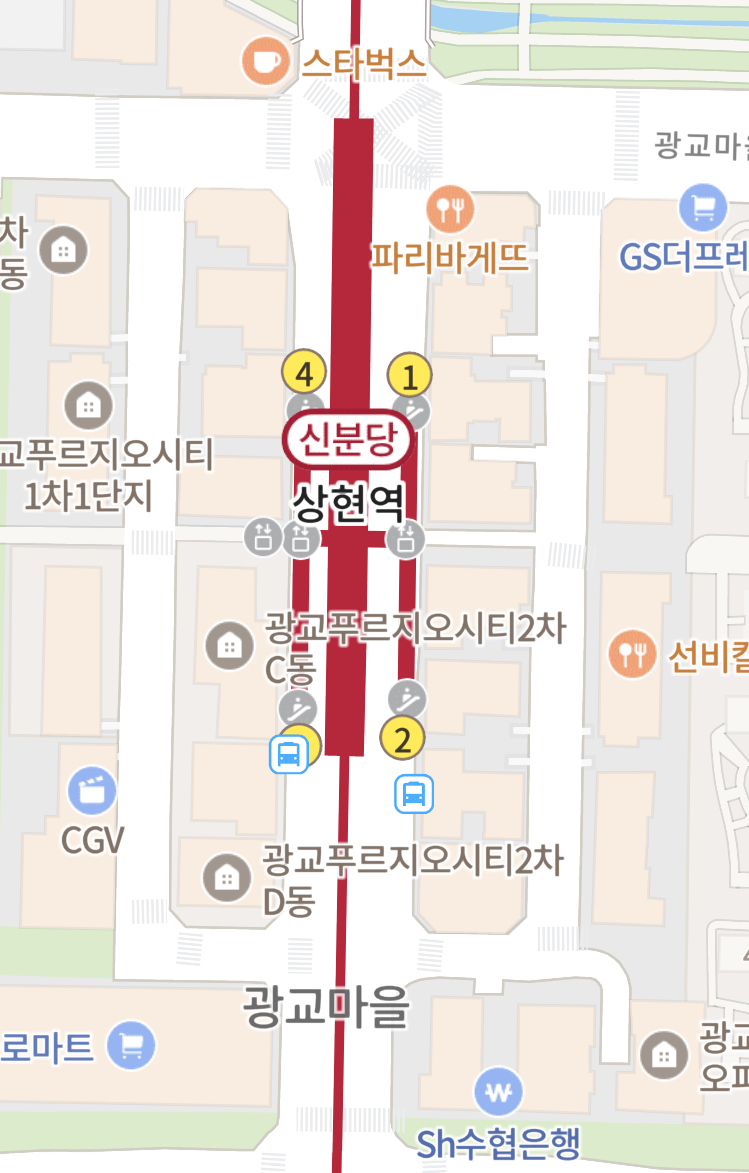 스타벅스
광교마을
파리바게뜨
차
동
GS더프레
4
1
신분당
교푸르지오시티
1차1단지
상현역
광교푸르지오시티2차
C동
선비칼
2
CGV
광교푸르지오시티2차
D동
광교마을
로마트
광교
오피
Sh수협은행